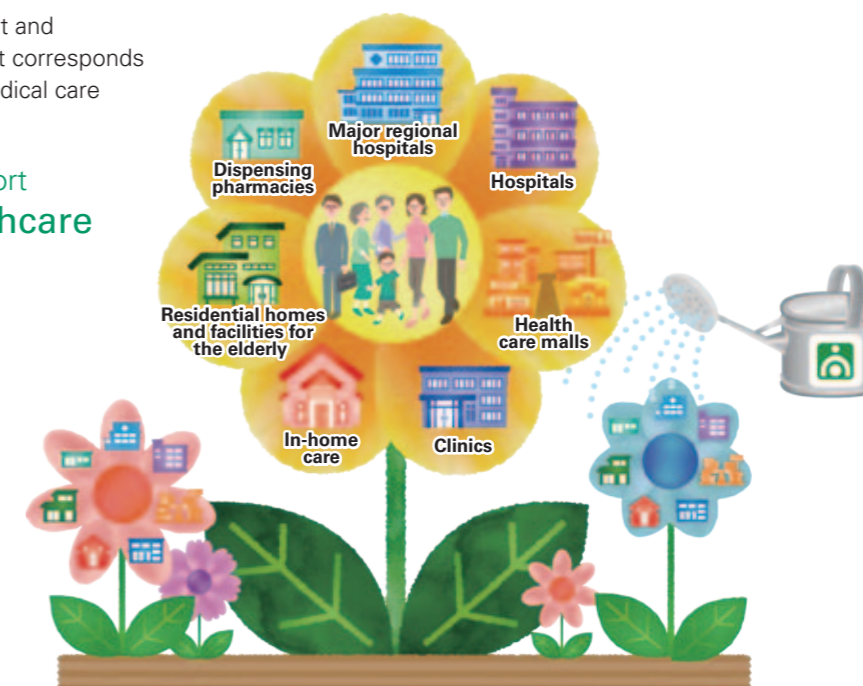 t and
t corresponds
dical care
ort
hcare
Major regional
hospitals
Dispensing
pharmacies
Hospitals
Residential homes
and facilities for
the elderly
Health
care malls
In-home
care
Clinics